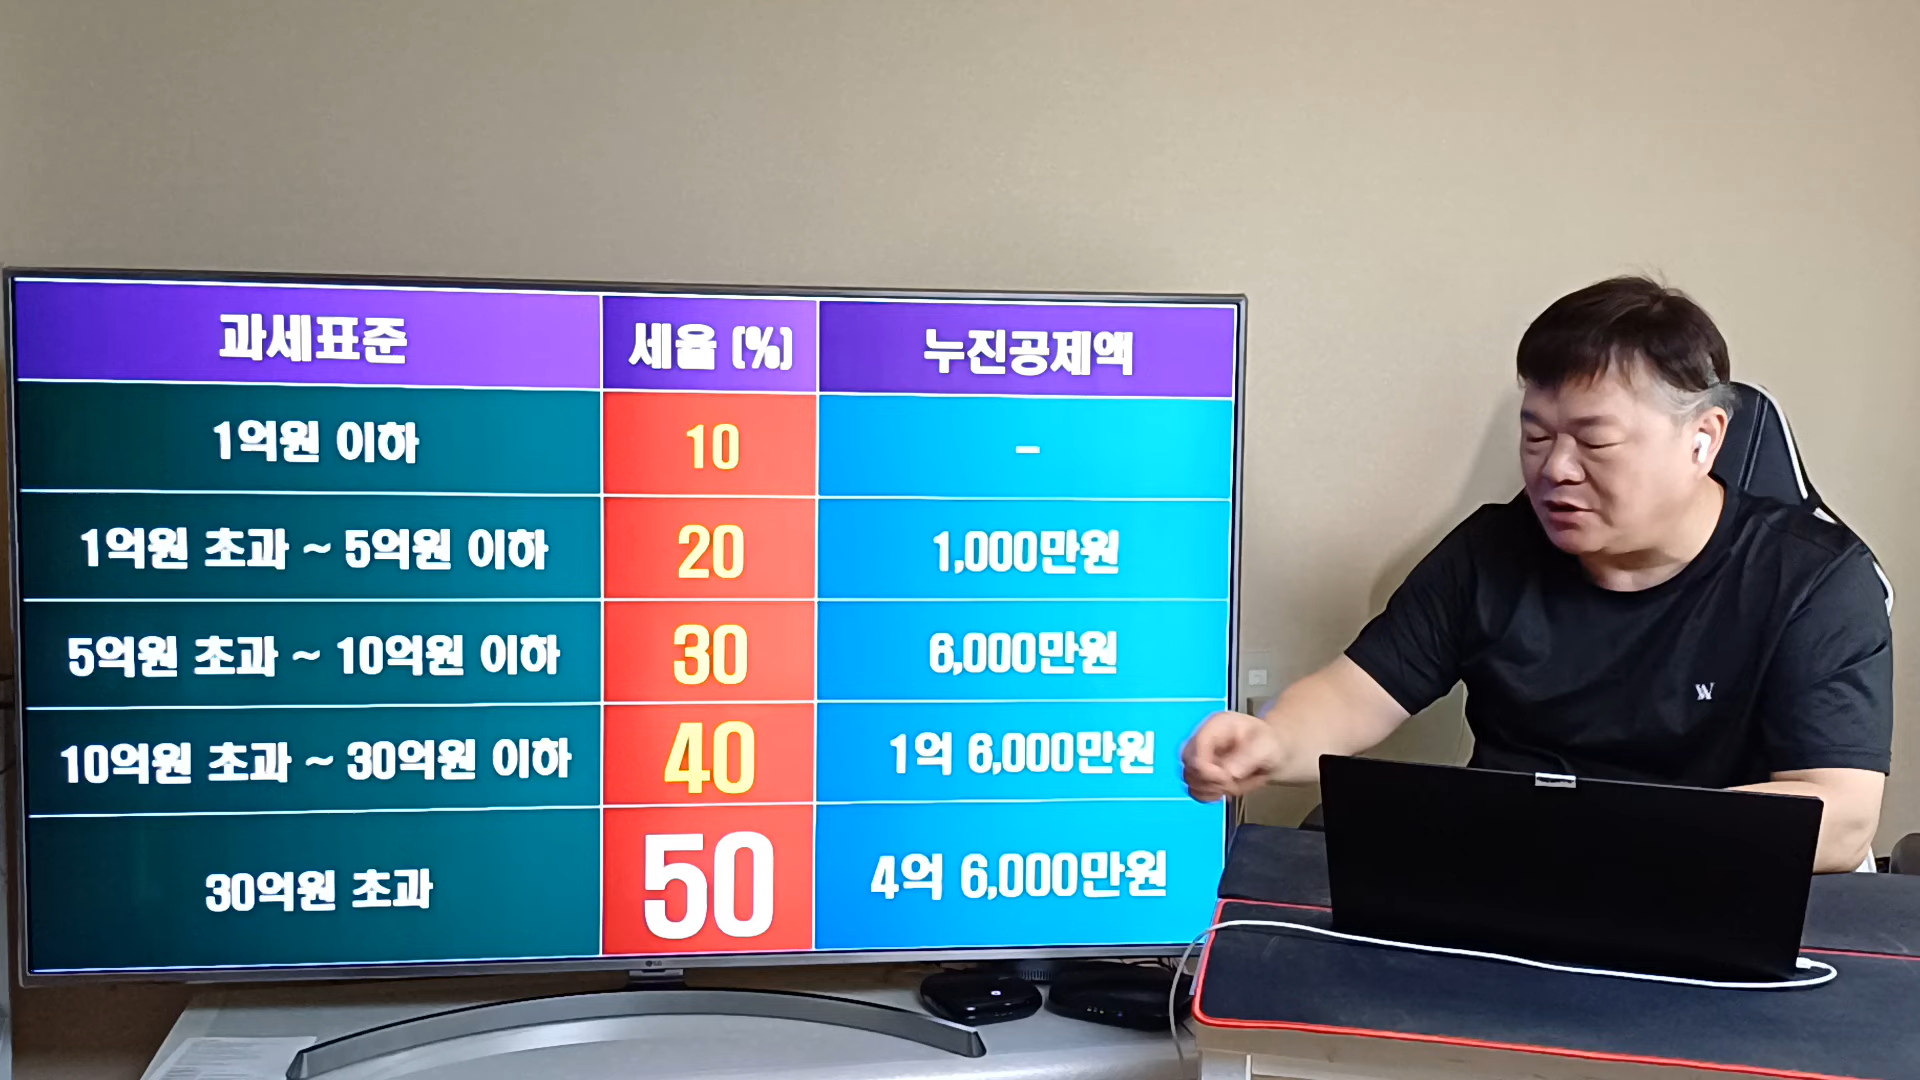 과세표준 세율 (%) 누진공제액
1억원 이하 10 –
1억원 초과 ~ 5억원 이하 20 1,000만원
5억원 초과 ~ 10억원 이하 30 6,000만원
10억원 초과 ~ 30억원 이하 40 1억 6,000만원
30억원 초과 50 4억 6,000만원
LG